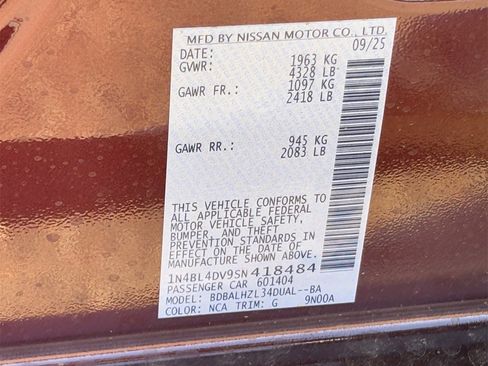 MFD BY NISSAN MOTOR CO., LTD.
DATE: 09/25
GVWR: 1963 KG
4328 LB
GAWR FR.: 1097 KG
2418 LB
GAWR RR.: 945 KG
2083 LB
THIS VEHICLE CONFORMS TO
ALL APPLICABLE FEDERAL
MOTOR VEHICLE SAFETY,
BUMPER, AND THEFT
PREVENTION STANDARDS IN
EFFECT ON THE DATE OF
MANUFACTURE SHOWN ABOVE.
1N4BL4DV9SN418484
PASSENGER CAR 601404
MODEL: BDBALHZL34DUAL--BA
COLOR: NCA TRIM: G 9N00A